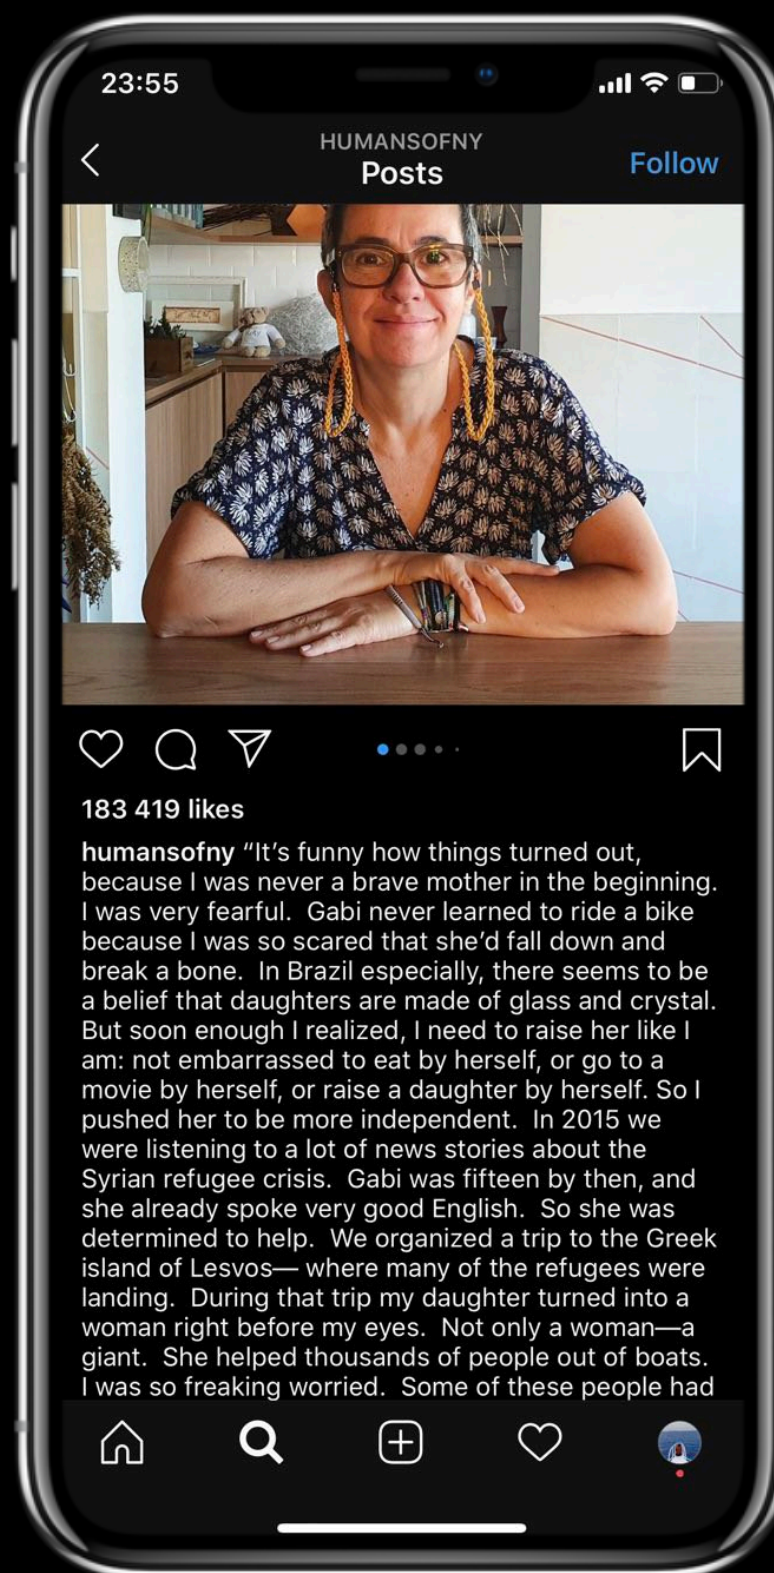 23:55
HUMANSOFNY
Posts
Follow
183 419 likes
humansofny “It’s funny how things turned out,
because I was never a brave mother in the beginning.
I was very fearful.  Gabi never learned to ride a bike
because I was so scared that she’d fall down and
break a bone.  In Brazil especially, there seems to be
a belief that daughters are made of glass and crystal.
But soon enough I realized, I need to raise her like I
am: not embarrassed to eat by herself, or go to a
movie by herself, or raise a daughter by herself. So I
pushed her to be more independent.  In 2015 we
were listening to a lot of news stories about the
Syrian refugee crisis.  Gabi was fifteen by then, and
she already spoke very good English.  So she was
determined to help.  We organized a trip to the Greek
island of Lesvos— where many of the refugees were
landing.  During that trip my daughter turned into a
woman right before my eyes.  Not only a woman—a
giant.  She helped thousands of people out of boats.
I was so freaking worried.  Some of these people had